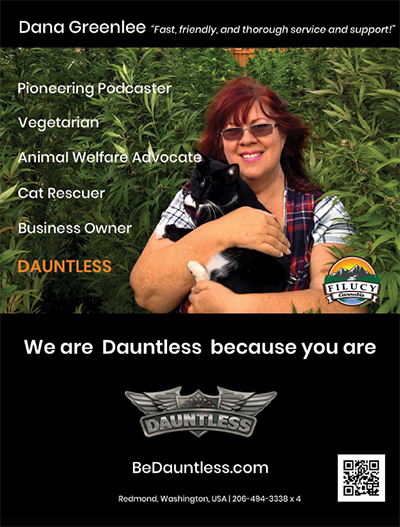 Dana Greenlee "Fast, friendly, and thorough service and support!"
Pioneering Podcaster
Vegetarian
Animal Welfare Advocate
Cat Rescuer
Business Owner
DAUNTLESS
FILUCY
Cannabis
We are Dauntless because you are
DAUNTLESS
BeDauntless.com
Redmond, Washington, USA | 206-494-3338 x 4